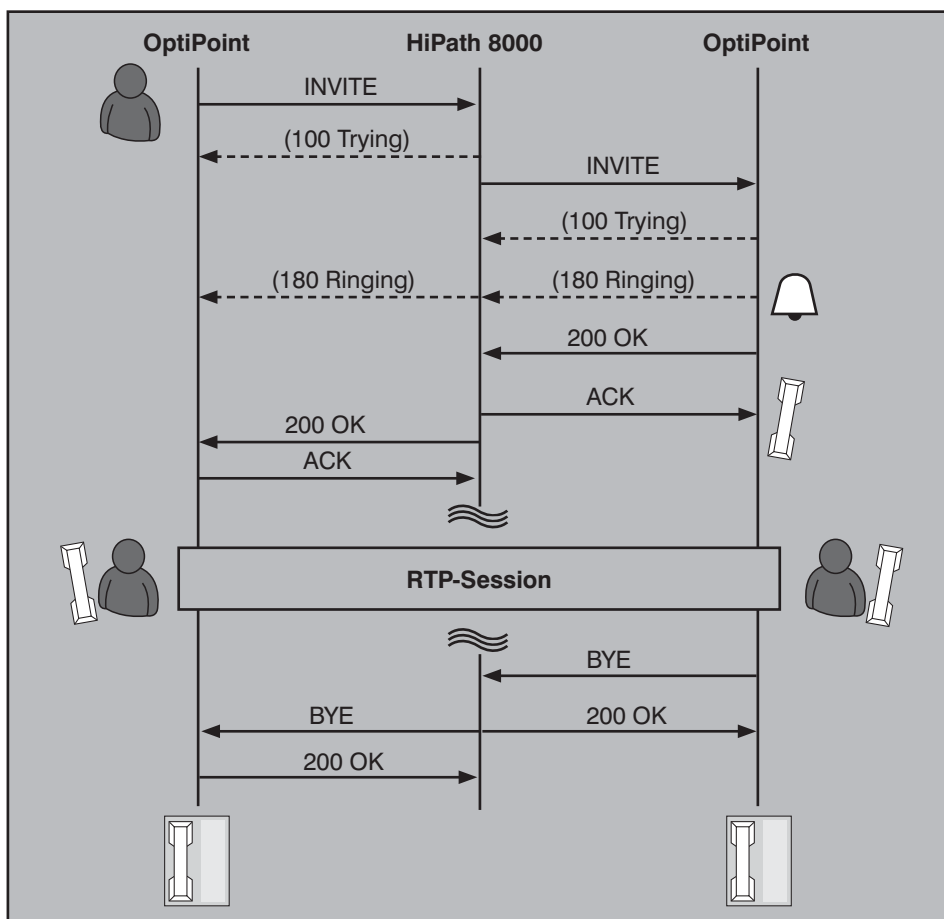 OptiPoint HiPath 8000 OptiPoint
INVITE
(100 Trying)
INVITE
(100 Trying)
(180 Ringing) (180 Ringing)
200 OK
ACK
200 OK
ACK
RTP-Session
BYE
BYE 200 OK
200 OK